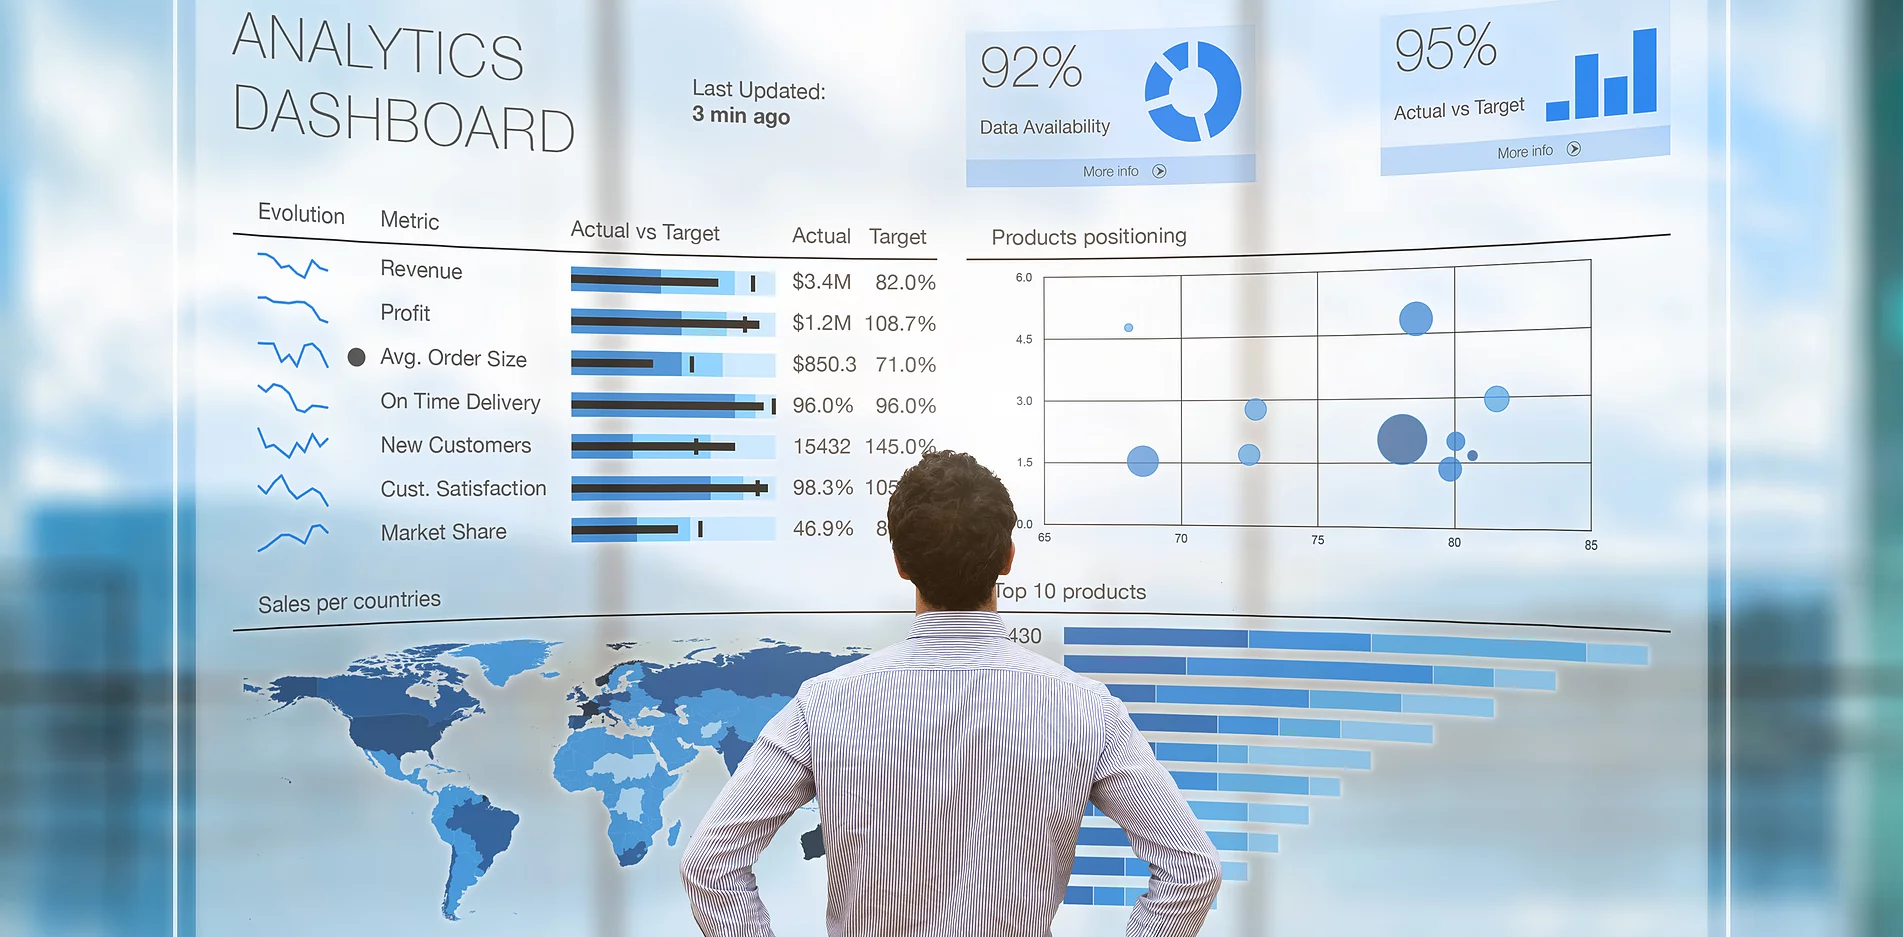 ANALYTICS
DASHBOARD
Last Updated:
3 min ago
92%
Data Availability
More info
95%
Actual vs Target
More info
Evolution Metric Actual vs Target Actual Target
Revenue $3.4M 82.0%
Profit $1.2M 108.7%
Avg. Order Size $850.3 71.0%
On Time Delivery 96.0% 96.0%
New Customers 15432 145.0%
Cust. Satisfaction 98.3%
Market Share 46.9%
Products positioning
6.0
4.5
3.0
1.5
0.0
65 70 75 80 85
Sales per countries
Top 10 products
430